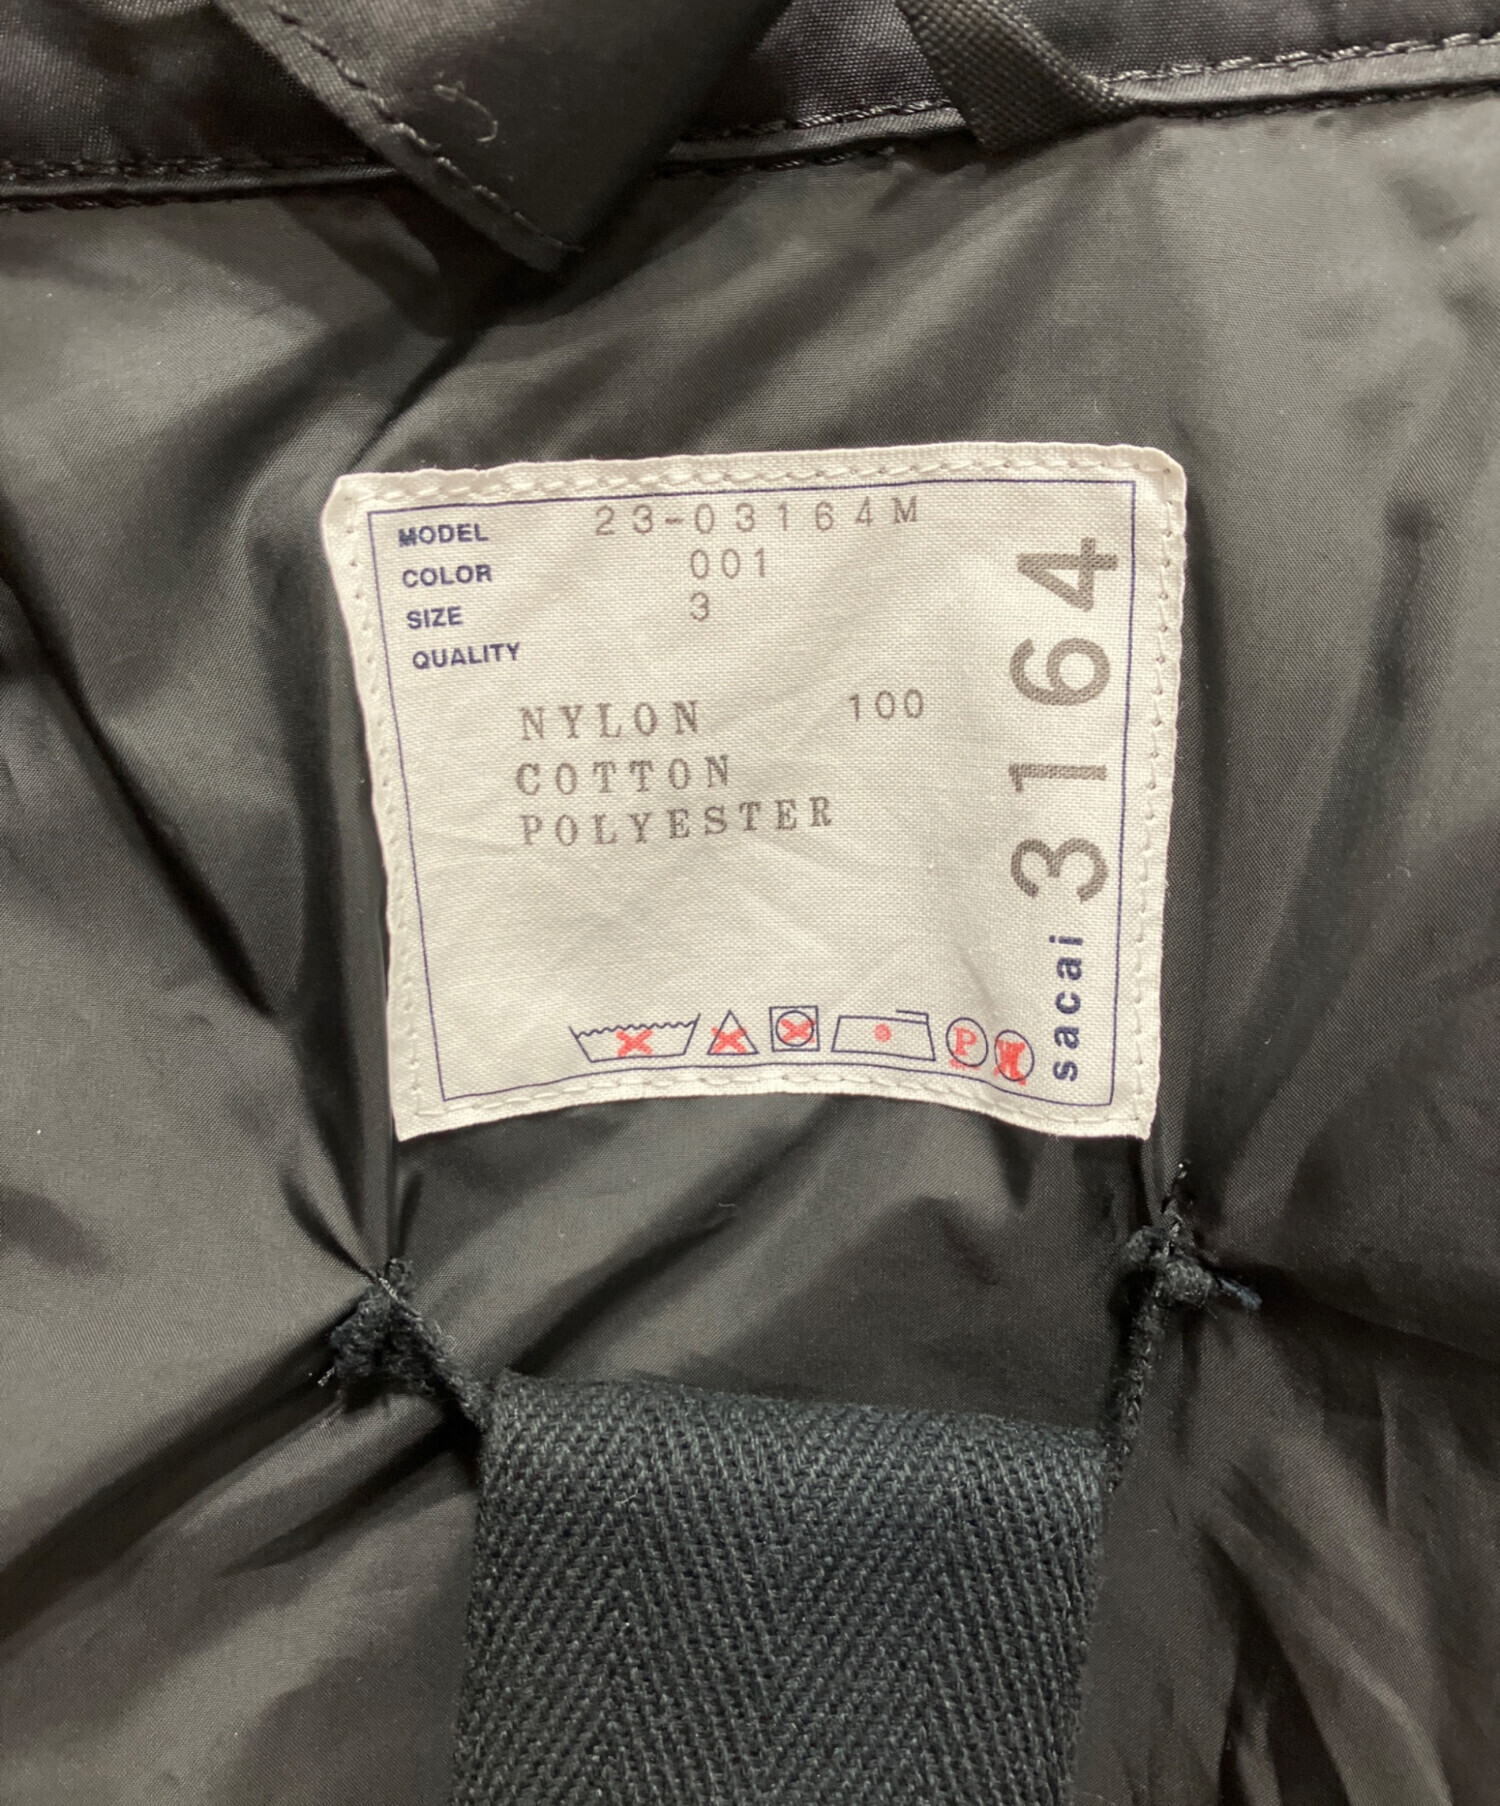 MODEL 23-03164M
COLOR 001
SIZE 3
QUALITY
NYLON 100
COTTON
POLYESTER
sacai 3164
P